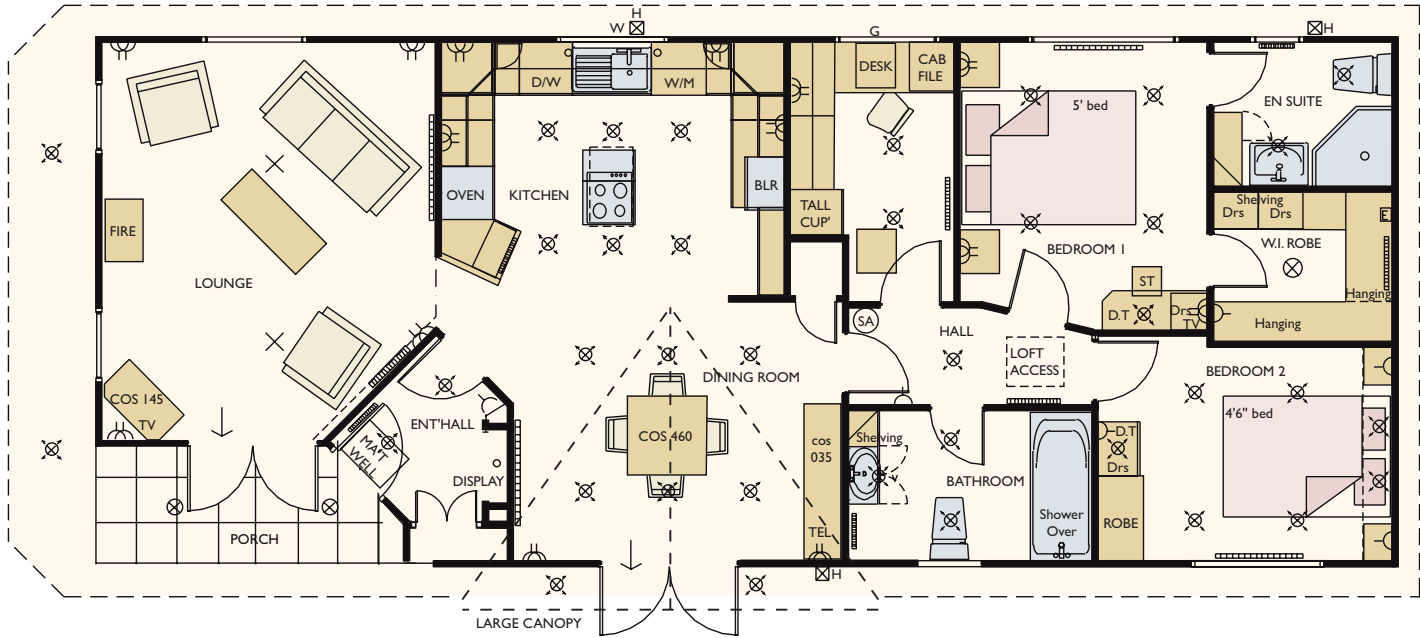 H
W
G
H
DESK
CAB
FILE
D/W
W/M
5' bed
EN SUITE
OVEN
KITCHEN
BLR
TALL
CUP'
FIRE
Shelving
Drs
Drs
E
W.I. ROBE
BEDROOM 1
LOUNGE
ST
Hanging
D.T
Drs
TV
Hanging
SA
HALL
LOFT
ACCESS
DINING ROOM
BEDROOM 2
COS 145
TV
ENT'HALL
MAT
WELL
COS 460
cos
035
Shelving
4'6" bed
D.T
Drs
DISPLAY
BATHROOM
ROBE
Shower
Over
PORCH
TEL
H
LARGE CANOPY